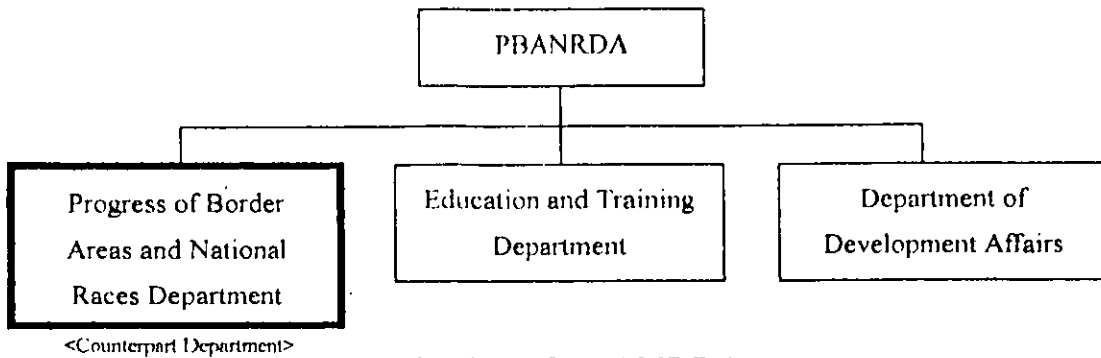 PBANRDA
Progress of Border
Areas and National
Races Department
<Counterpart Department>
Education and Training
Department
Department of
Development Affairs